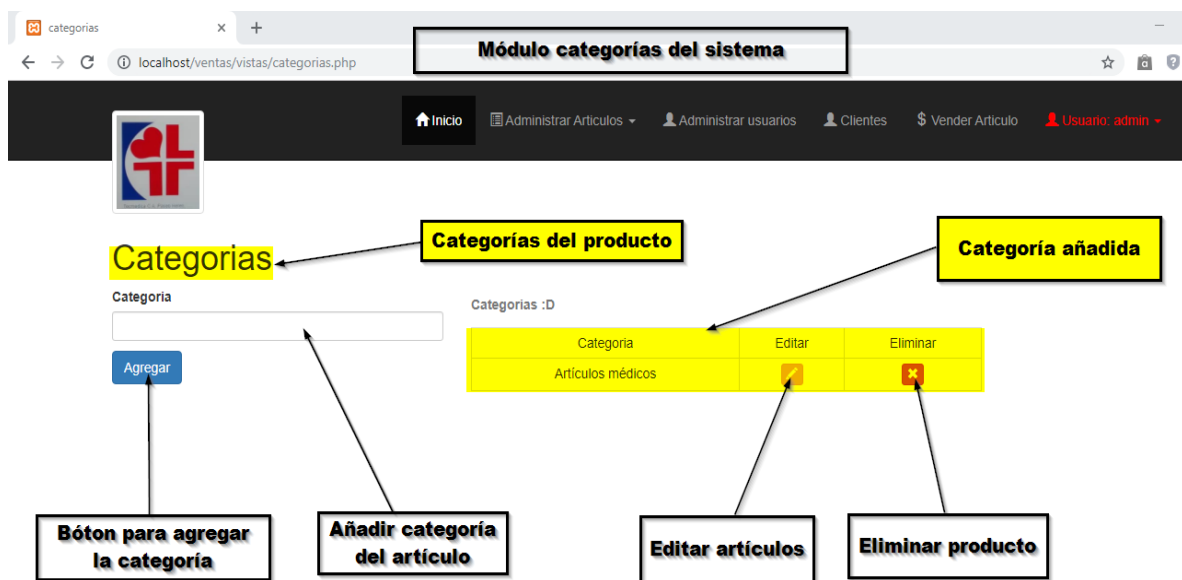 categorias
Módulo categorías del sistema
localhost/ventas/vistas/categorias.php
Inicio
Administrar Articulos
Administrar usuarios
Clientes
$ Vender Articulo
Usuario: admin
Categorías del producto
Categoría añadida
Categorias
Categoria
Categorias :D
Categoria Editar Eliminar
Agregar
Artículos médicos
Bóton para agregar
la categoría
Añadir categoría
del artículo
Editar artículos
Eliminar producto